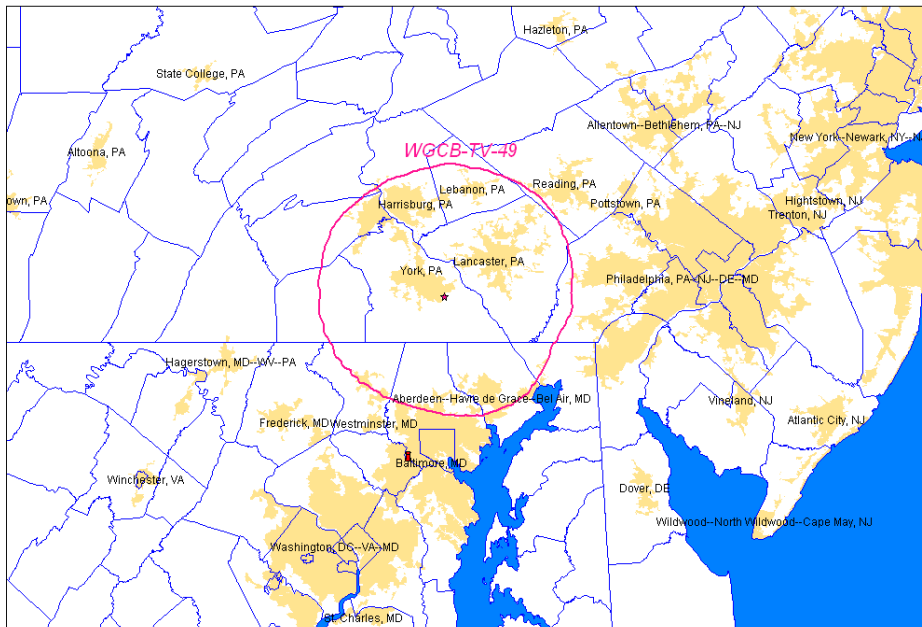 Hazleton, PA
State College, PA
Allentown--Bethlehem, PA--NJ
New York--Newark, NY--N
Altoona, PA
WGCB-TV-49
Lebanon, PA
Reading, PA
own, PA
Harrisburg, PA
Pottstown, PA
Hightstown, NJ
Trenton, NJ
Lancaster, PA
York, PA
Philadelphia, PA--NJ--DE--MD
Hagerstown, MD--WV--PA
Aberdeen--Havre de Grace--Bel Air, MD
Vineland, NJ
Frederick, MD
Westminster, MD
Atlantic City, NJ
Baltimore, MD
Winchester, VA
Dover, DE
Wildwood--North Wildwood--Cape May, NJ
Washington, DC--VA--MD
St. Charles, MD